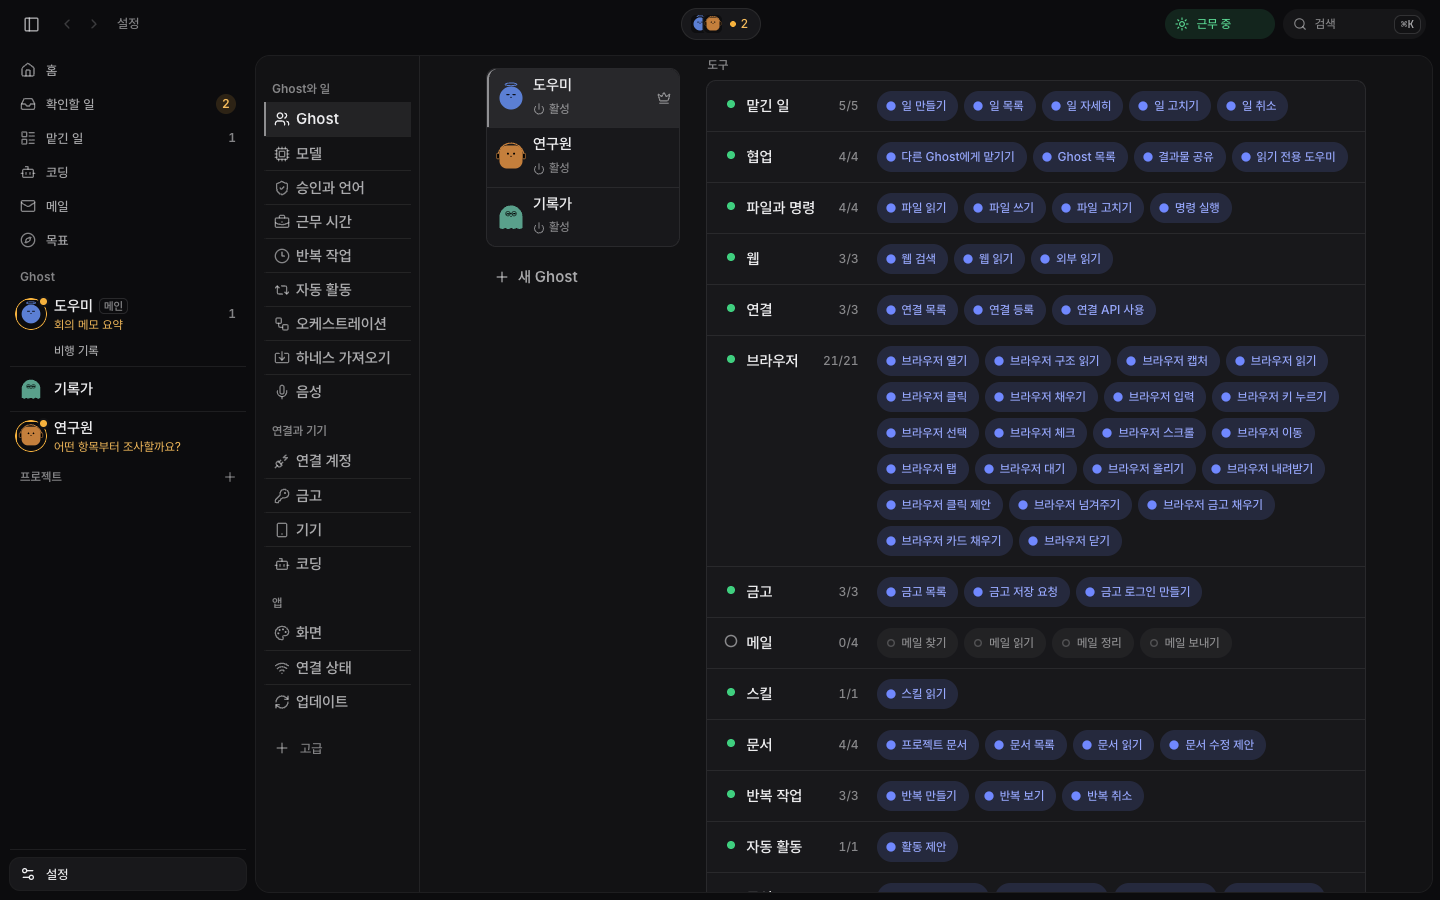 설정
2
근무 중
검색
⌘K
홈
확인할 일
2
맡긴 일
1
코딩
메일
목표
Ghost
도우미
메인
회의 메모 요약
1
비행 기록
기록가
연구원
어떤 항목부터 조사할까요?
프로젝트
설정
Ghost와 일
Ghost
모델
승인과 언어
근무 시간
반복 작업
자동 활동
오케스트레이션
하네스 가져오기
음성
연결과 기기
연결 계정
금고
기기
코딩
앱
화면
연결 상태
업데이트
고급
도우미
활성
연구원
활성
기록가
활성
새 Ghost
도구
맡긴 일 5/5 일 만들기 일 목록 일 자세히 일 고치기 일 취소
협업 4/4 다른 Ghost에게 맡기기 Ghost 목록 결과물 공유 읽기 전용 도우미
파일과 명령 4/4 파일 읽기 파일 쓰기 파일 고치기 명령 실행
웹 3/3 웹 검색 웹 읽기 외부 읽기
연결 3/3 연결 목록 연결 등록 연결 API 사용
브라우저 21/21 브라우저 열기 브라우저 구조 읽기 브라우저 캡처 브라우저 읽기
브라우저 클릭 브라우저 채우기 브라우저 입력 브라우저 키 누르기
브라우저 선택 브라우저 체크 브라우저 스크롤 브라우저 이동
브라우저 탭 브라우저 대기 브라우저 올리기 브라우저 내려받기
브라우저 클릭 제안 브라우저 넘겨주기 브라우저 금고 채우기
브라우저 카드 채우기 브라우저 닫기
금고 3/3 금고 목록 금고 저장 요청 금고 로그인 만들기
메일 0/4 메일 찾기 메일 읽기 메일 정리 메일 보내기
스킬 1/1 스킬 읽기
문서 4/4 프로젝트 문서 문서 목록 문서 읽기 문서 수정 제안
반복 작업 3/3 반복 만들기 반복 보기 반복 취소
자동 활동 1/1 활동 제안